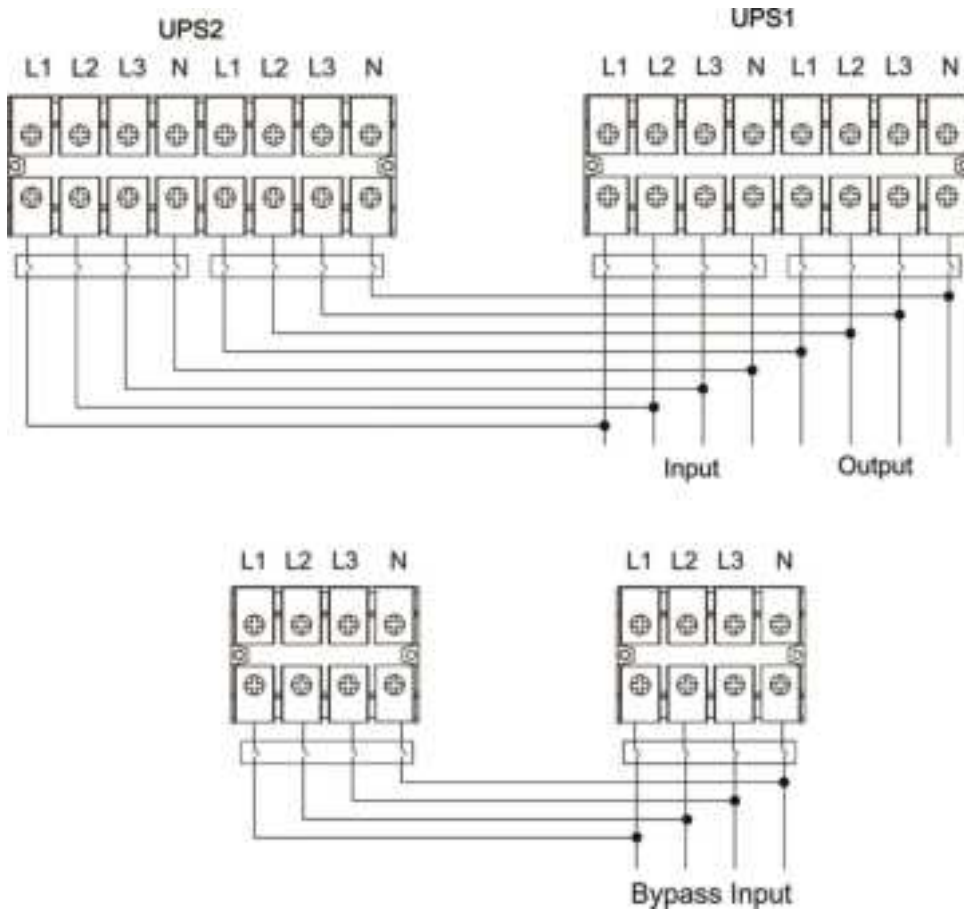 UPS2 UPS1
L1 L2 L3 N L1 L2 L3 N L1 L2 L3 N L1 L2 L3 N
Input Output
L1 L2 L3 N L1 L2 L3 N
Bypass Input